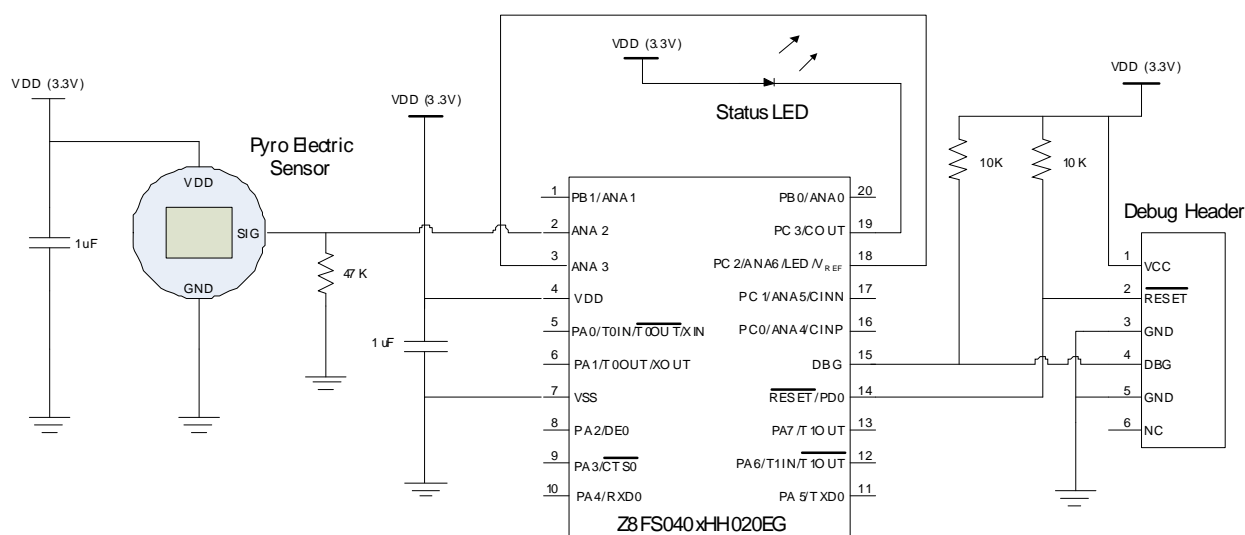 VDD (3.3V)
Pyro Electric
Sensor
VDD
SIG
GND
1uF
47K
VDD (3.3V)
1uF
VDD (3.3V)
Status LED
1 PB1/ANA1
2 ANA2
3 ANA3
4 VDD
5 PA0/T0IN/T0OUT/XIN
6 PA1/T0OUT/XOUT
7 VSS
8 PA2/DE0
9 PA3/CTS0
10 PA4/RXD0
PB0/ANA0 20
PC3/COUT 19
PC2/ANA6/LED/VREF 18
PC1/ANA5/CINN 17
PC0/ANA4/CINP 16
DBG 15
RESET/PD0 14
PA7/T1OUT 13
PA6/T1IN/T1OUT 12
PA5/TXD0 11
Z8FS040xHH020EG
VDD (3.3V)
10K
10K
Debug Header
1 VCC
2 RESET
3 GND
4 DBG
5 GND
6 NC